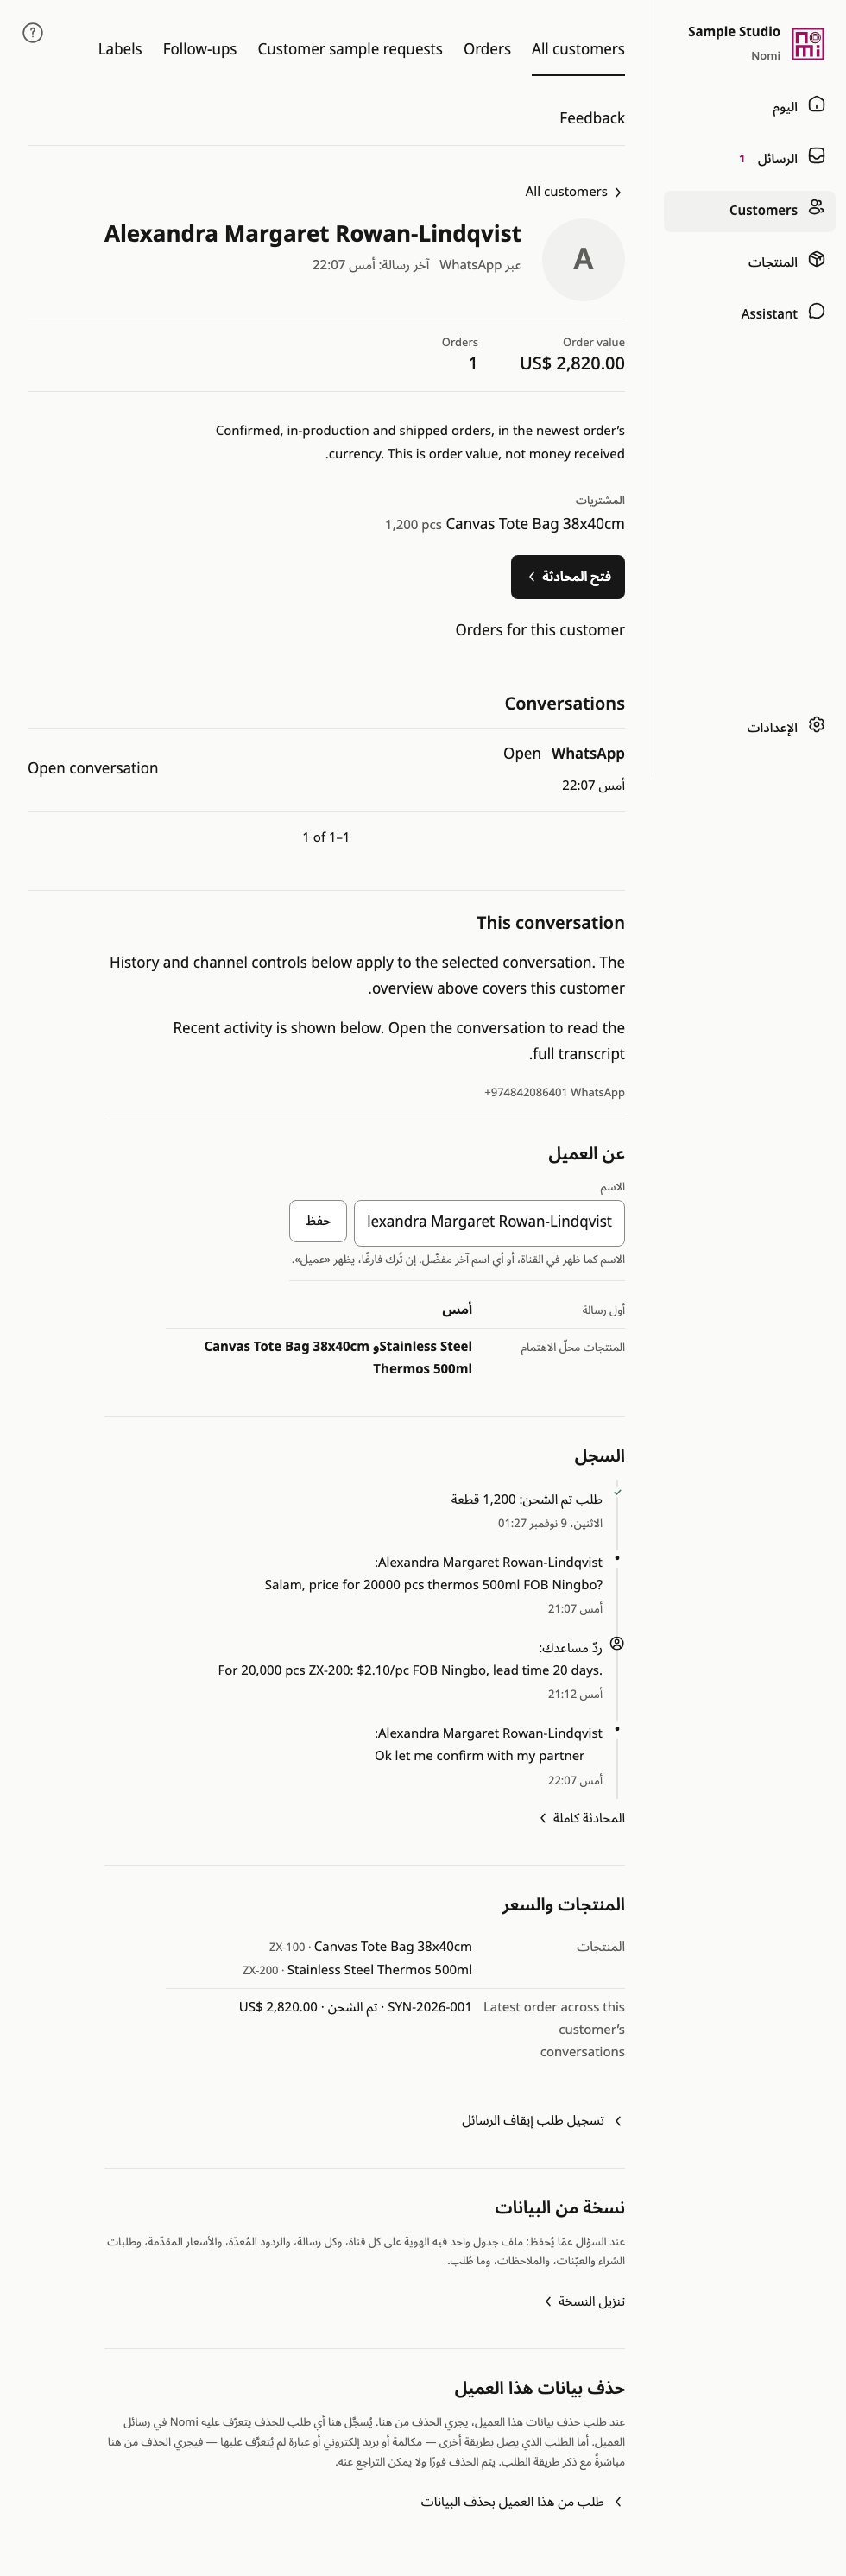 Sample Studio
Nomi
اليوم
الرسائل 1
Customers
المنتجات
Assistant
الإعدادات
All customers
Orders
Customer sample requests
Follow-ups
Labels
Feedback
All customers
A
Alexandra Margaret Rowan-Lindqvist
عبر WhatsApp آخر رسالة: أمس 22:07
Order value
US$ 2,820.00
Orders
1
Confirmed, in-production and shipped orders, in the newest order’s
currency. This is order value, not money received.
المشتريات
Canvas Tote Bag 38x40cm 1,200 pcs
فتح المحادثة
Orders for this customer
Conversations
WhatsApp Open
أمس 22:07
Open conversation
1–1 of 1
This conversation
History and channel controls below apply to the selected conversation. The
overview above covers this customer.
Recent activity is shown below. Open the conversation to read the
full transcript.
WhatsApp +974842086401
عن العميل
الاسم
lexandra Margaret Rowan-Lindqvist
حفظ
الاسم كما ظهر في القناة، أو أي اسم آخر مفضّل. إن تُرك فارغًا، يظهر «عميل».
أول رسالة
أمس
المنتجات محلّ الاهتمام
Canvas Tote Bag 38x40cm وStainless Steel
Thermos 500ml
السجل
طلب تم الشحن: 1,200 قطعة
الاثنين، 9 نوفمبر 01:27
Alexandra Margaret Rowan-Lindqvist:
Salam, price for 20000 pcs thermos 500ml FOB Ningbo?
أمس 21:07
ردّ مساعدك:
For 20,000 pcs ZX-200: $2.10/pc FOB Ningbo, lead time 20 days.
أمس 21:12
Alexandra Margaret Rowan-Lindqvist:
Ok let me confirm with my partner
أمس 22:07
المحادثة كاملة
المنتجات والسعر
المنتجات
Canvas Tote Bag 38x40cm · ZX-100
Stainless Steel Thermos 500ml · ZX-200
Latest order across this
customer’s
conversations
SYN-2026-001 · تم الشحن · US$ 2,820.00
تسجيل طلب إيقاف الرسائل
نسخة من البيانات
عند السؤال عمّا يُحفظ: ملف جدول واحد فيه الهوية على كل قناة، وكل رسالة، والردود المُعدّة، والأسعار المقدّمة، وطلبات
الشراء والعيّنات، والملاحظات، وما طُلب.
تنزيل النسخة
حذف بيانات هذا العميل
عند طلب حذف بيانات هذا العميل، يجري الحذف من هنا. يُسجَّل هنا أي طلب للحذف يتعرّف عليه Nomi في رسائل
العميل. أما الطلب الذي يصل بطريقة أخرى — مكالمة أو بريد إلكتروني أو عبارة لم يُتعرَّف عليها — فيجري الحذف من هنا
مباشرةً مع ذكر طريقة الطلب. يتم الحذف فورًا ولا يمكن التراجع عنه.
طلب من هذا العميل بحذف البيانات